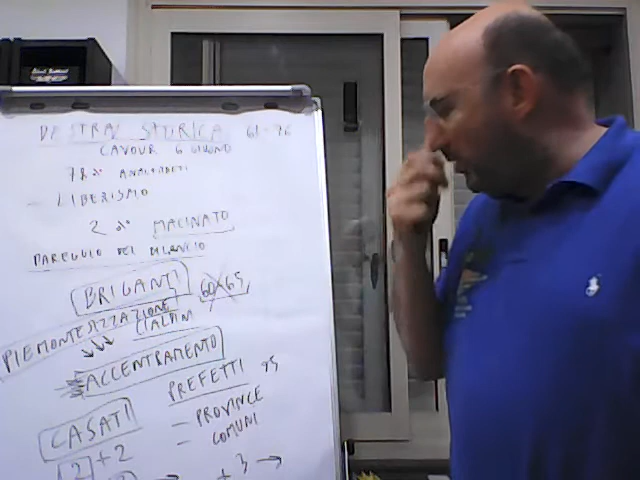 DESTRA STORICA 61-76
CAVOUR 6 GIUGNO
78% ANALFABETI
- LIBERISMO
2% MACINATO
PAREGGIO DEL BILANCIO
BRIGANTI 60-65
PIEMONTESIZZAZIONE
ACCENTRAMENTO
PREFETTI
CASATI
- PROVINCE
- COMUNI
2 + 2
+ 3 →